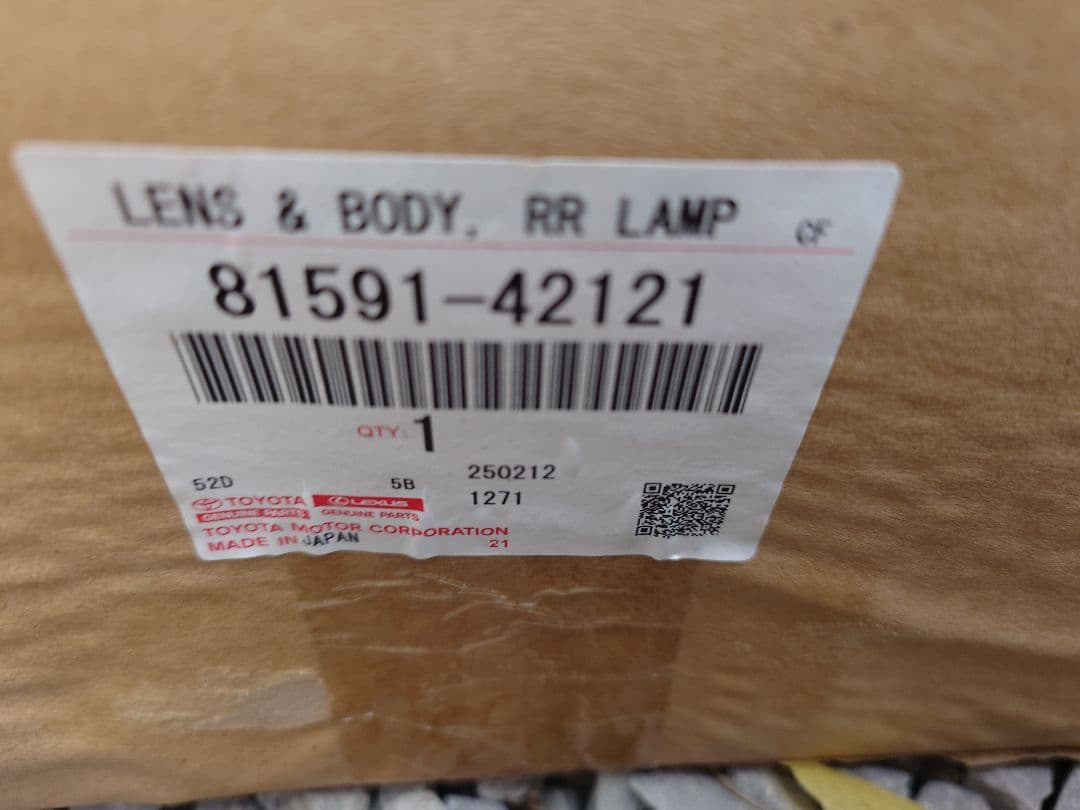 LENS & BODY, RR LAMP CF
81591-42121
QTY: 1
52D 5B 250212
TOYOTA LEXUS 1271
GENUINE PARTS GENUINE PARTS
TOYOTA MOTOR CORPORATION
MADE IN JAPAN 21